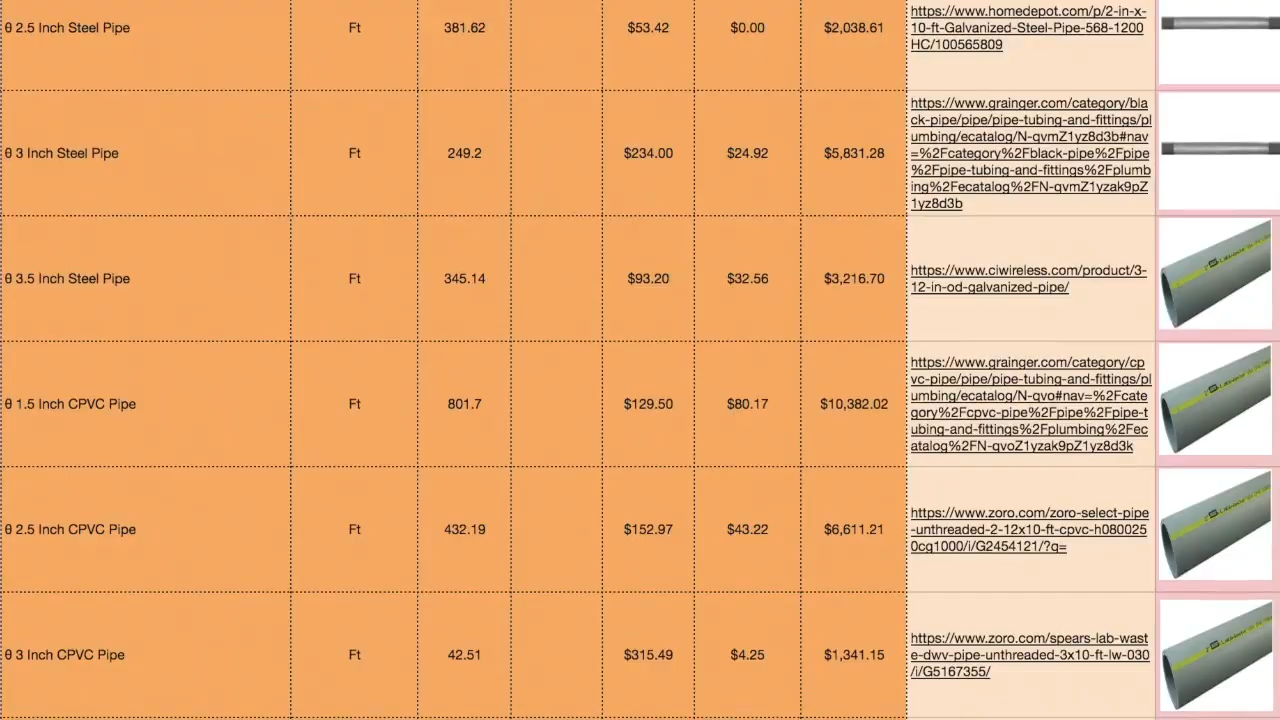 θ 2.5 Inch Steel Pipe Ft 381.62 $53.42 $0.00 $2,038.61
https://www.homedepot.com/p/2-in-x-
10-ft-Galvanized-Steel-Pipe-568-1200
HC/100565809
θ 3 Inch Steel Pipe Ft 249.2 $234.00 $24.92 $5,831.28
https://www.grainger.com/category/bla
ck-pipe/pipe/pipe-tubing-and-fittings/pl
umbing/ecatalog/N-qvmZ1yz8d3b#nav
=%2Fcategory%2Fblack-pipe%2Fpipe
%2Fpipe-tubing-and-fittings%2Fplumb
ing%2Fecatalog%2FN-qvmZ1yzak9pZ
1yz8d3b
θ 3.5 Inch Steel Pipe Ft 345.14 $93.20 $32.56 $3,216.70
https://www.ciwireless.com/product/3-
12-in-od-galvanized-pipe/
θ 1.5 Inch CPVC Pipe Ft 801.7 $129.50 $80.17 $10,382.02
https://www.grainger.com/category/cp
vc-pipe/pipe/pipe-tubing-and-fittings/pl
umbing/ecatalog/N-qvo#nav=%2Fcate
gory%2Fcpvc-pipe%2Fpipe%2Fpipe-t
ubing-and-fittings%2Fplumbing%2Fec
atalog%2FN-qvoZ1yzak9pZ1yz8d3k
θ 2.5 Inch CPVC Pipe Ft 432.19 $152.97 $43.22 $6,611.21
https://www.zoro.com/zoro-select-pipe
-unthreaded-2-12x10-ft-cpvc-h080025
0cg1000/i/G2454121/?q=
θ 3 Inch CPVC Pipe Ft 42.51 $315.49 $4.25 $1,341.15
https://www.zoro.com/spears-lab-wast
e-dwv-pipe-unthreaded-3x10-ft-lw-030
/i/G5167355/